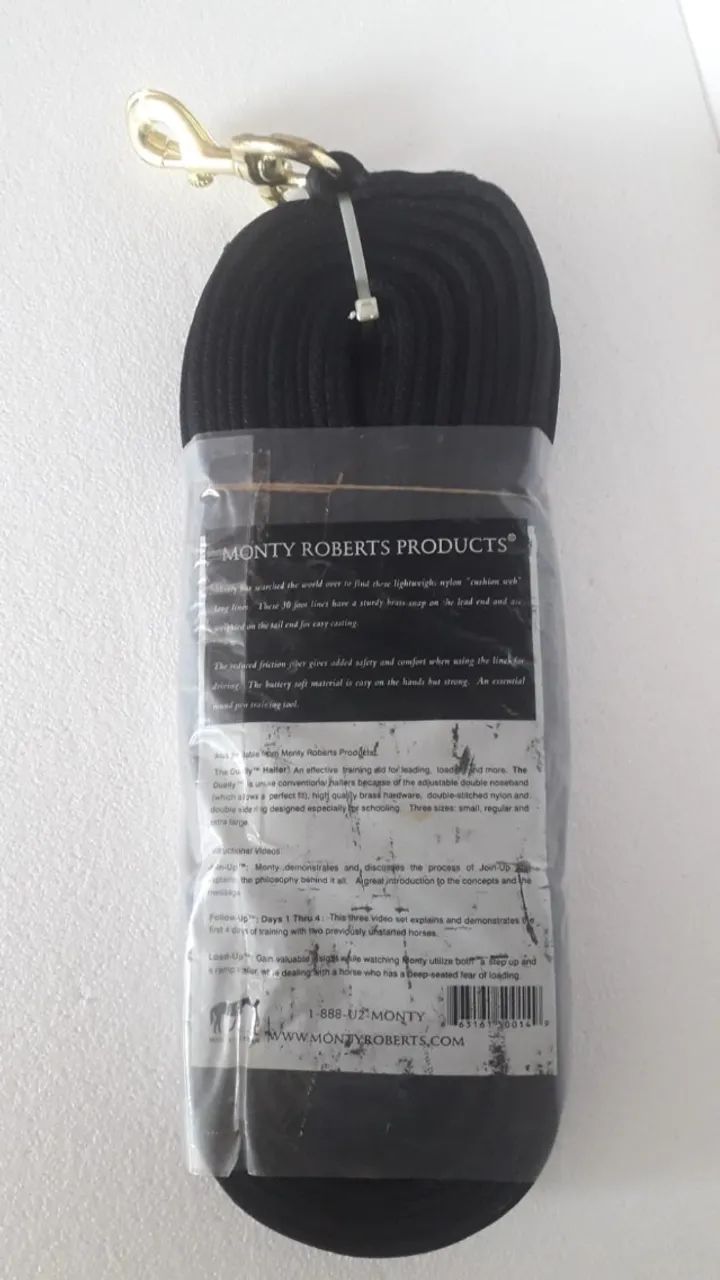 MONTY ROBERTS PRODUCTS®
Monty has searched the world over to find these lightweight nylon "cushion web"
long lines. These 30 foot lines have a sturdy brass snap on the lead end and are
weighted on the tail end for easy casting.
The reduced friction fiber gives added safety and comfort when using the lines for
driving. The buttery soft material is easy on the hands but strong. An essential
round pen training tool.
Also available from Monty Roberts Products:
The Dually™ Halter: An effective training aid for leading, loading and more. The
Dually™ is unlike conventional halters because of the adjustable double noseband
(which allows a perfect fit), high quality brass hardware, double-stitched nylon and
double side ring designed especially for schooling. Three sizes: small, regular and
extra large.
Instructional Videos:
Join-Up™: Monty demonstrates and discusses the process of Join-Up and
explains the philosophy behind it all. A great introduction to the concepts and the
message.
Follow-Up™: Days 1 Thru 4: This three video set explains and demonstrates the
first 4 days of training with two previously unstarted horses.
Load-Up™: Gain valuable insight while watching Monty utilize both a step up and
a ramp trailer while dealing with a horse who has a deep-seated fear of loading.
1-888-U2-MONTY
WWW.MONTYROBERTS.COM